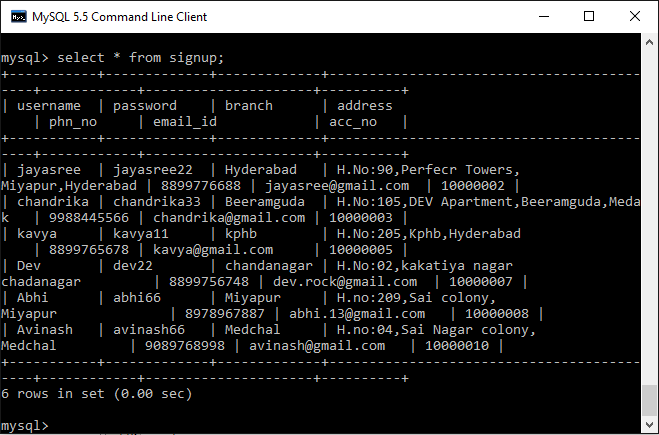 MySQL 5.5 Command Line Client
mysql> select * from signup;
+-----------+------------+-------------+---------------------------------------
----+------------+---------------------+----------+
| username | password | branch | address
| phn_no | email_id | acc_no |
+-----------+------------+-------------+---------------------------------------
----+------------+---------------------+----------+
| jayasree | jayasree22 | Hyderabad | H.No:90,Perfecr Towers,
Miyapur,Hyderabad | 8899776688 | jayasree@gmail.com | 10000002 |
| chandrika | chandrika33 | Beeramguda | H.No:105,DEV Apartment,Beeramguda,Meda
k | 9988445566 | chandrika@gmail.com | 10000003 |
| kavya | kavya11 | kphb | H.No:205,Kphb,Hyderabad
| 8899765678 | kavya@gmail.com | 10000005 |
| Dev | dev22 | chandanagar | H.No:02,kakatiya nagar
chadanagar | 8899756748 | dev.rock@gmail.com | 10000007 |
| Abhi | abhi66 | Miyapur | H.no:209,Sai colony,
Miyapur | 8978967887 | abhi.13@gmail.com | 10000008 |
| Avinash | avinash66 | Medchal | H.no:04,Sai Nagar colony,
Medchal | 9089768998 | avinash@gmail.com | 10000010 |
+-----------+------------+-------------+---------------------------------------
----+------------+---------------------+----------+
6 rows in set (0.00 sec)
mysql>